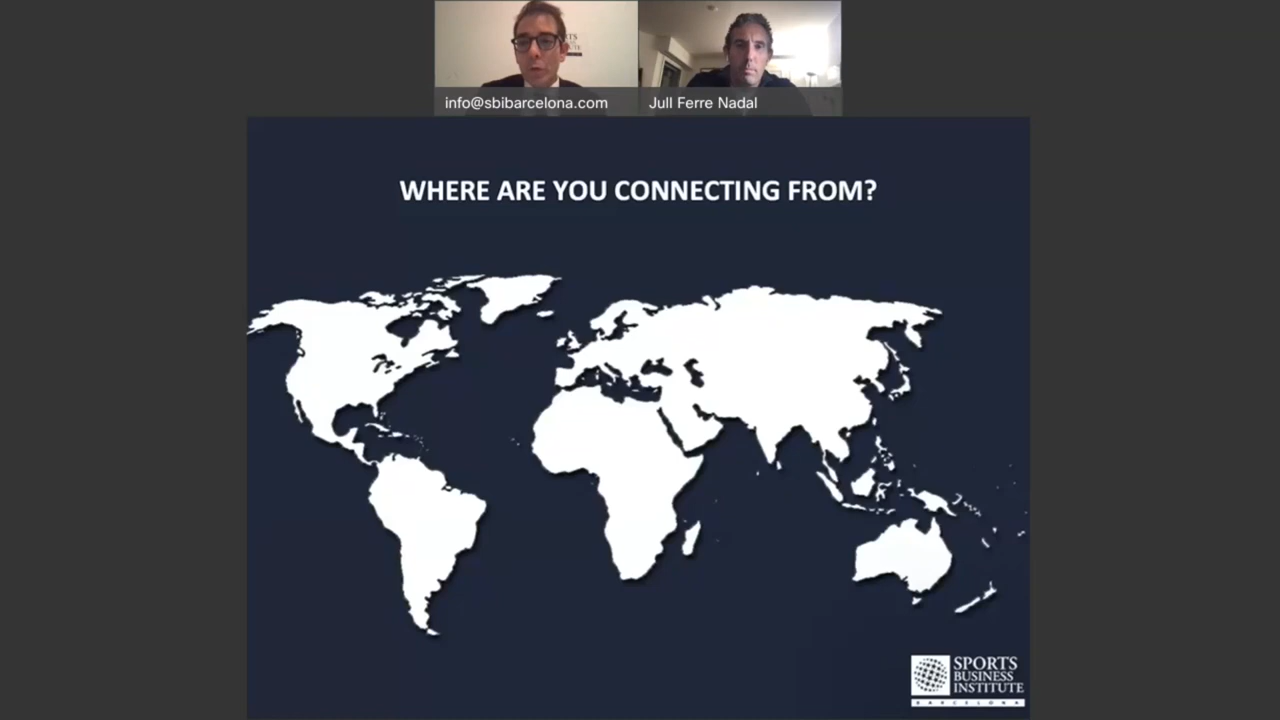 info@sbibarcelona.com
Jull Ferre Nadal
WHERE ARE YOU CONNECTING FROM?
SPORTS
BUSINESS
INSTITUTE
BARCELONA